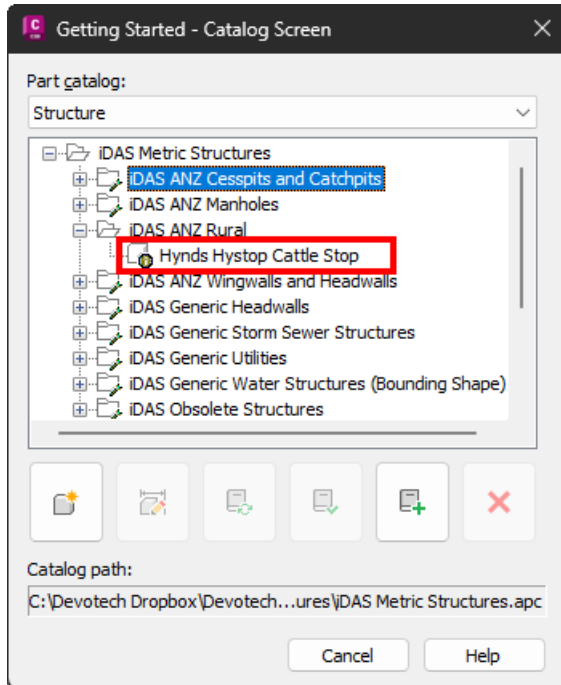 Getting Started - Catalog Screen
Part catalog:
Structure
iDAS Metric Structures
iDAS ANZ Cesspits and Catchpits
iDAS ANZ Manholes
iDAS ANZ Rural
Hynds Hystop Cattle Stop
iDAS ANZ Wingwalls and Headwalls
iDAS Generic Headwalls
iDAS Generic Storm Sewer Structures
iDAS Generic Utilities
iDAS Generic Water Structures (Bounding Shape)
iDAS Obsolete Structures
Catalog path:
C:\Devotech Dropbox\Devotech...ures\iDAS Metric Structures.apc
Cancel Help